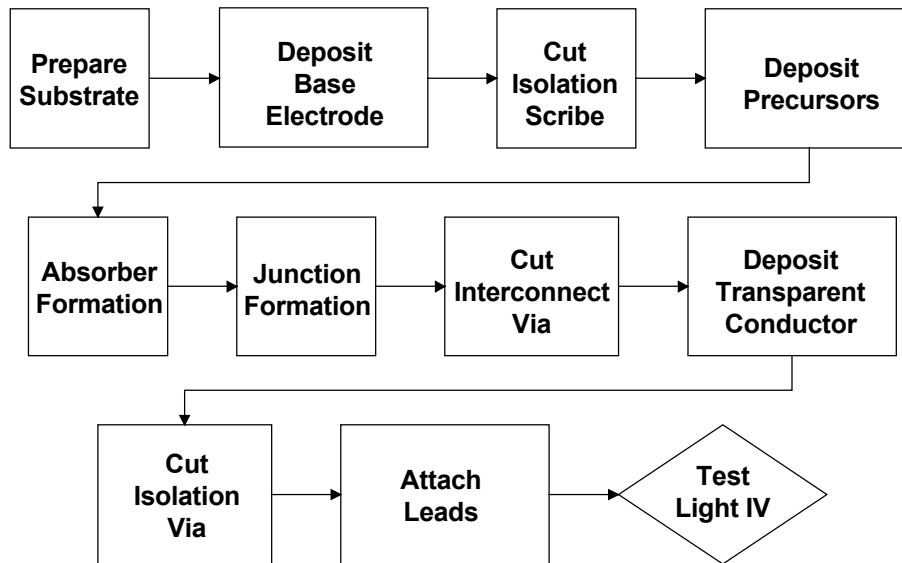 Prepare
Substrate
Deposit
Base
Electrode
Cut
Isolation
Scribe
Deposit
Precursors
Absorber
Formation
Junction
Formation
Cut
Interconnect
Via
Deposit
Transparent
Conductor
Cut
Isolation
Via
Attach
Leads
Test
Light IV